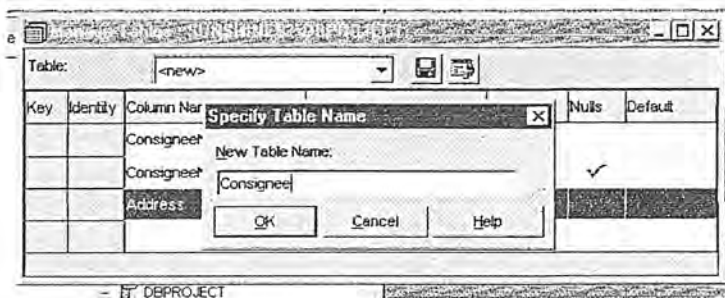 Table: <new>
Key Identity Column Nar Nulls Default
Specify Table Name
New Table Name:
Consignee
OK Cancel Help
Consignee
Consignee
Address
DBPROJECT